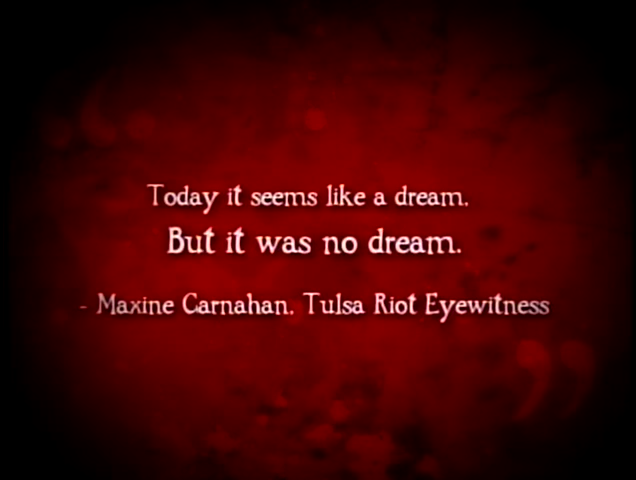 Today it seems like a dream.
But it was no dream.
- Maxine Carnahan, Tulsa Riot Eyewitness